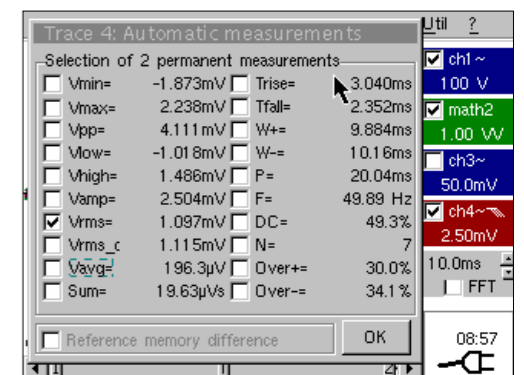 Trace 4: Automatic measurements
Util ?
Selection of 2 permanent measurements
Vmin= -1.873mV Trise= 3.040ms
Vmax= 2.238mV Tfall= 2.352ms
Vpp= 4.111mV W+= 9.884ms
Vlow= -1.018mV W-= 10.16ms
Vhigh= 1.486mV P= 20.04ms
Vamp= 2.504mV F= 49.89 Hz
Vrms= 1.097mV DC= 49.3%
Vrms_c 1.115mV N= 7
Vavg= 196.3µV Over+= 30.0%
Sum= 19.63µVs Over-= 34.1%
Reference memory difference
OK
ch1~
100 V
math2
1.00 VV
ch3~
50.0mV
ch4~
2.50mV
10.0ms
FFT
08:57